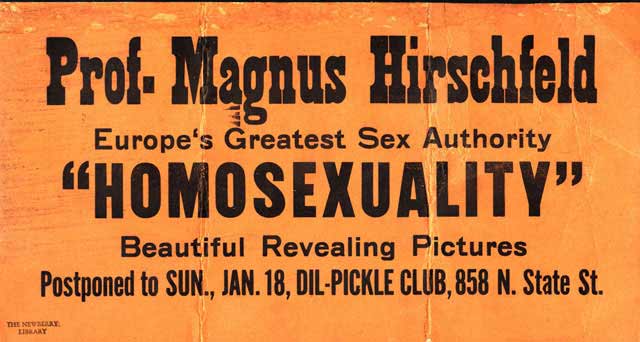 Prof. Magnus Hirschfeld
Europe's Greatest Sex Authority
"HOMOSEXUALITY"
Beautiful Revealing Pictures
Postponed to SUN., JAN. 18, DIL-PICKLE CLUB, 858 N. State St.
THE NEWBERRY
LIBRARY